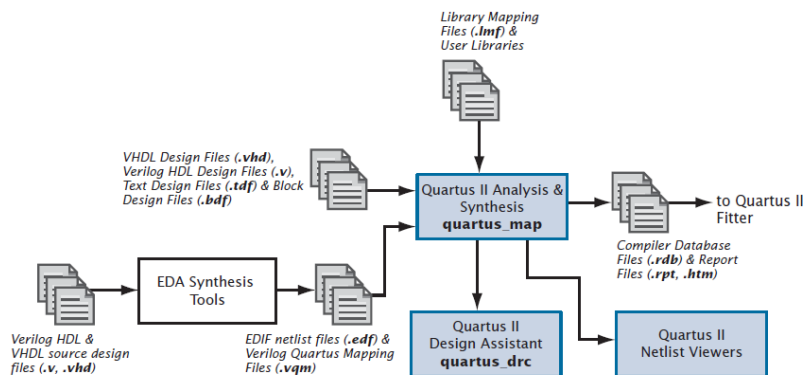 Library Mapping
Files (.lmf) &
User Libraries
VHDL Design Files (.vhd),
Verilog HDL Design Files (.v),
Text Design Files (.tdf) & Block
Design Files (.bdf)
Quartus II Analysis &
Synthesis
quartus_map
to Quartus II
Fitter
Compiler Database
Files (.rdb) & Report
Files (.rpt, .htm)
EDA Synthesis
Tools
Verilog HDL &
VHDL source design
files (.v, .vhd)
EDIF netlist files (.edf) &
Verilog Quartus Mapping
Files (.vqm)
Quartus II
Design Assistant
quartus_drc
Quartus II
Netlist Viewers